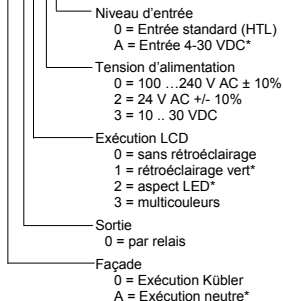 Niveau d'entrée
0 = Entrée standard (HTL)
A = Entrée 4-30 VDC*
Tension d'alimentation
0 = 100 …240 V AC ± 10%
2 = 24 V AC +/- 10%
3 = 10 .. 30 VDC
Exécution LCD
0 = sans rétroéclairage
1 = rétroéclairage vert*
2 = aspect LED*
3 = multicouleurs
Sortie
0 = par relais
Façade
0 = Exécution Kübler
A = Exécution neutre*